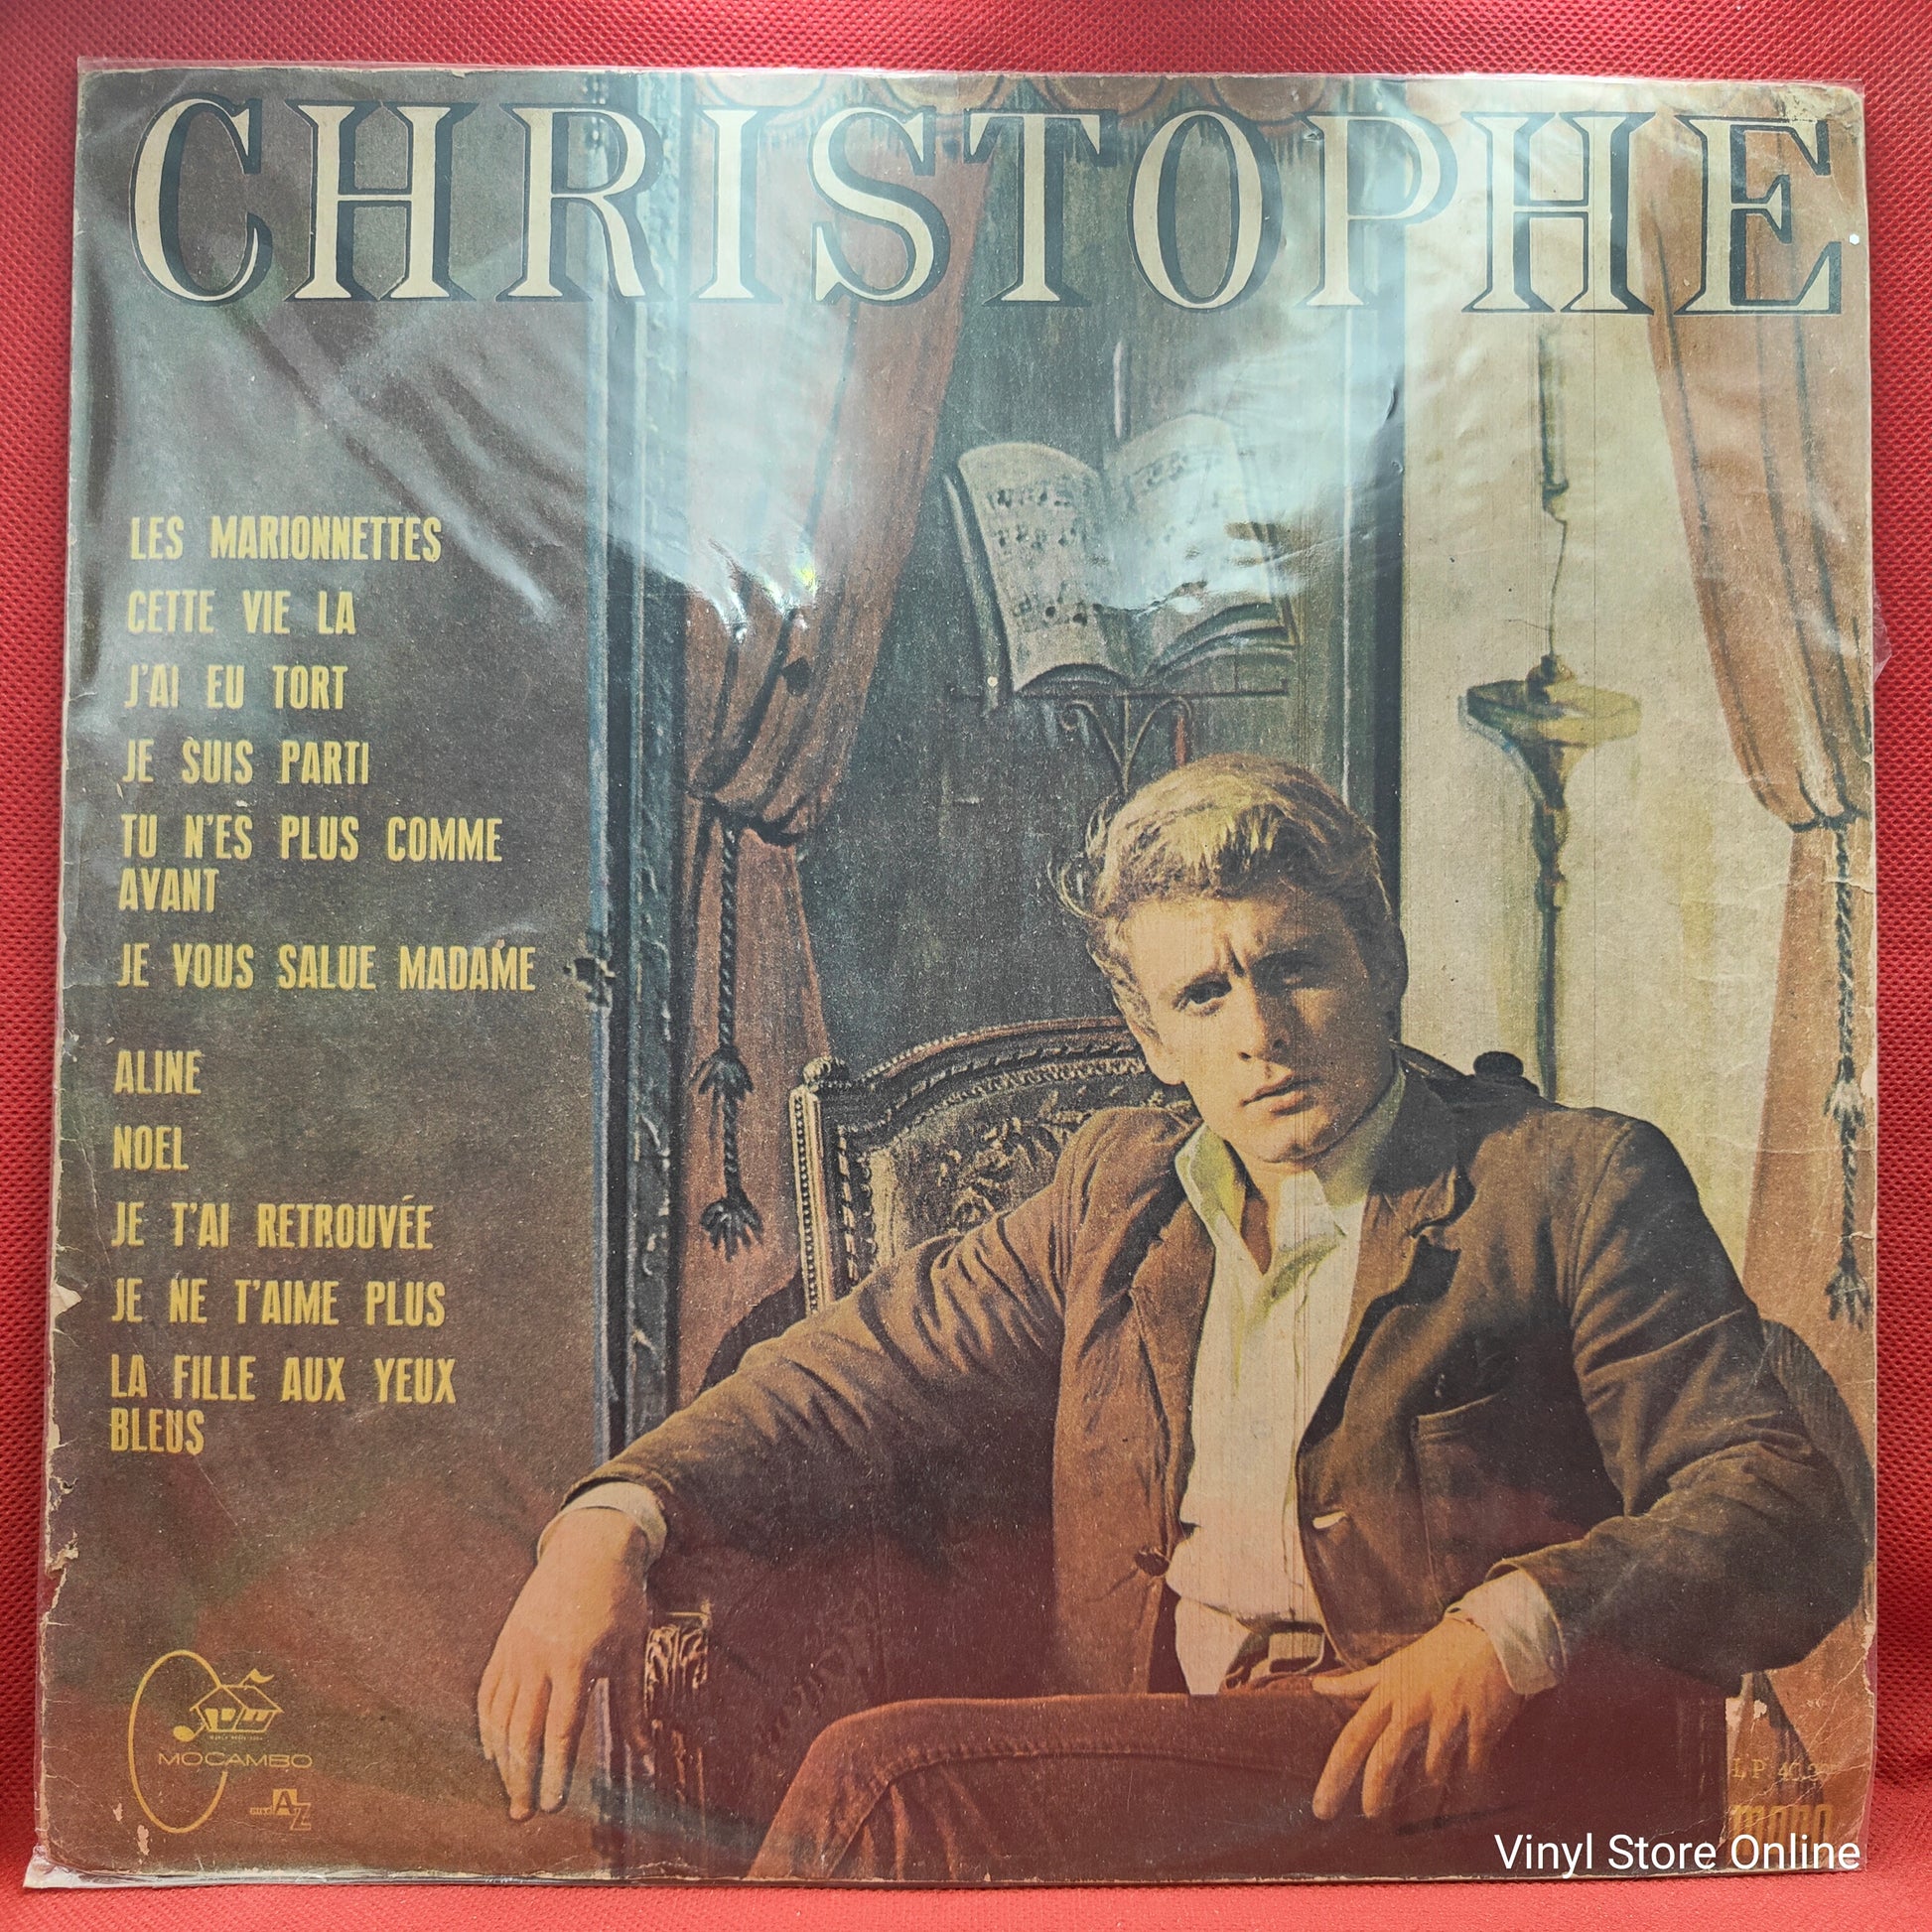 CHRISTOPHE
LES MARIONNETTES
CETTE VIE LA
J'AI EU TORT
JE SUIS PARTI
TU N'ES PLUS COMME
AVANT
JE VOUS SALUE MADAME
ALINE
NOEL
JE T'AI RETROUVÉE
JE NE T'AIME PLUS
LA FILLE AUX YEUX
BLEUS
MOCAMBO
AZ
LP
mono
Vinyl Store Online